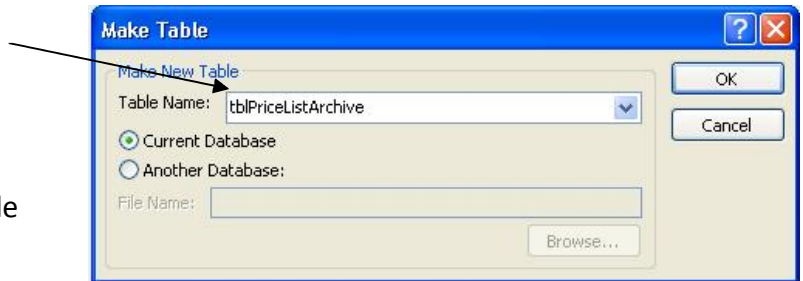 Make Table
Make New Table
OK
Table Name: tblPriceListArchive
Cancel
Current Database
Another Database:
le
File Name:
Browse...